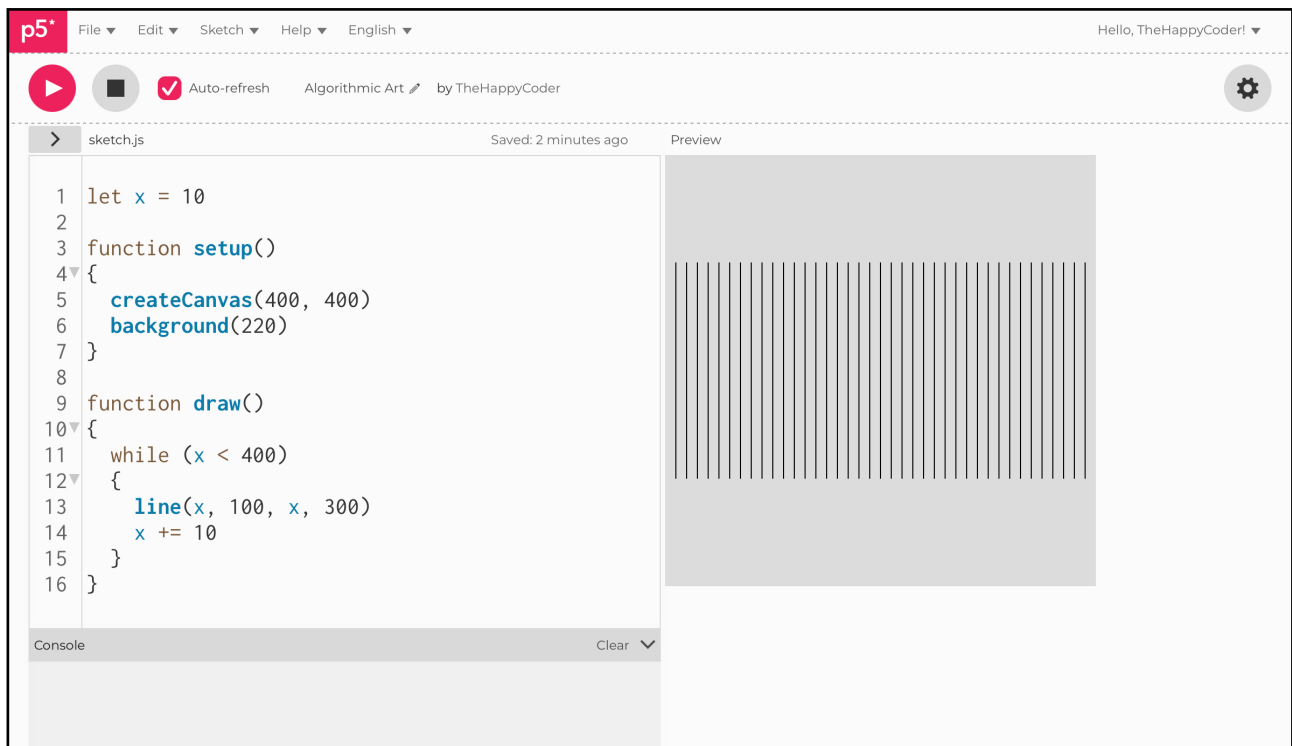 p5* File Edit Sketch Help English Hello, TheHappyCoder!
Auto-refresh Algorithmic Art by TheHappyCoder
> sketch.js Saved: 2 minutes ago Preview
1 let x = 10
2
3 function setup()
4 {
5   createCanvas(400, 400)
6   background(220)
7 }
8
9 function draw()
10 {
11   while (x < 400)
12   {
13     line(x, 100, x, 300)
14     x += 10
15   }
16 }
Console Clear